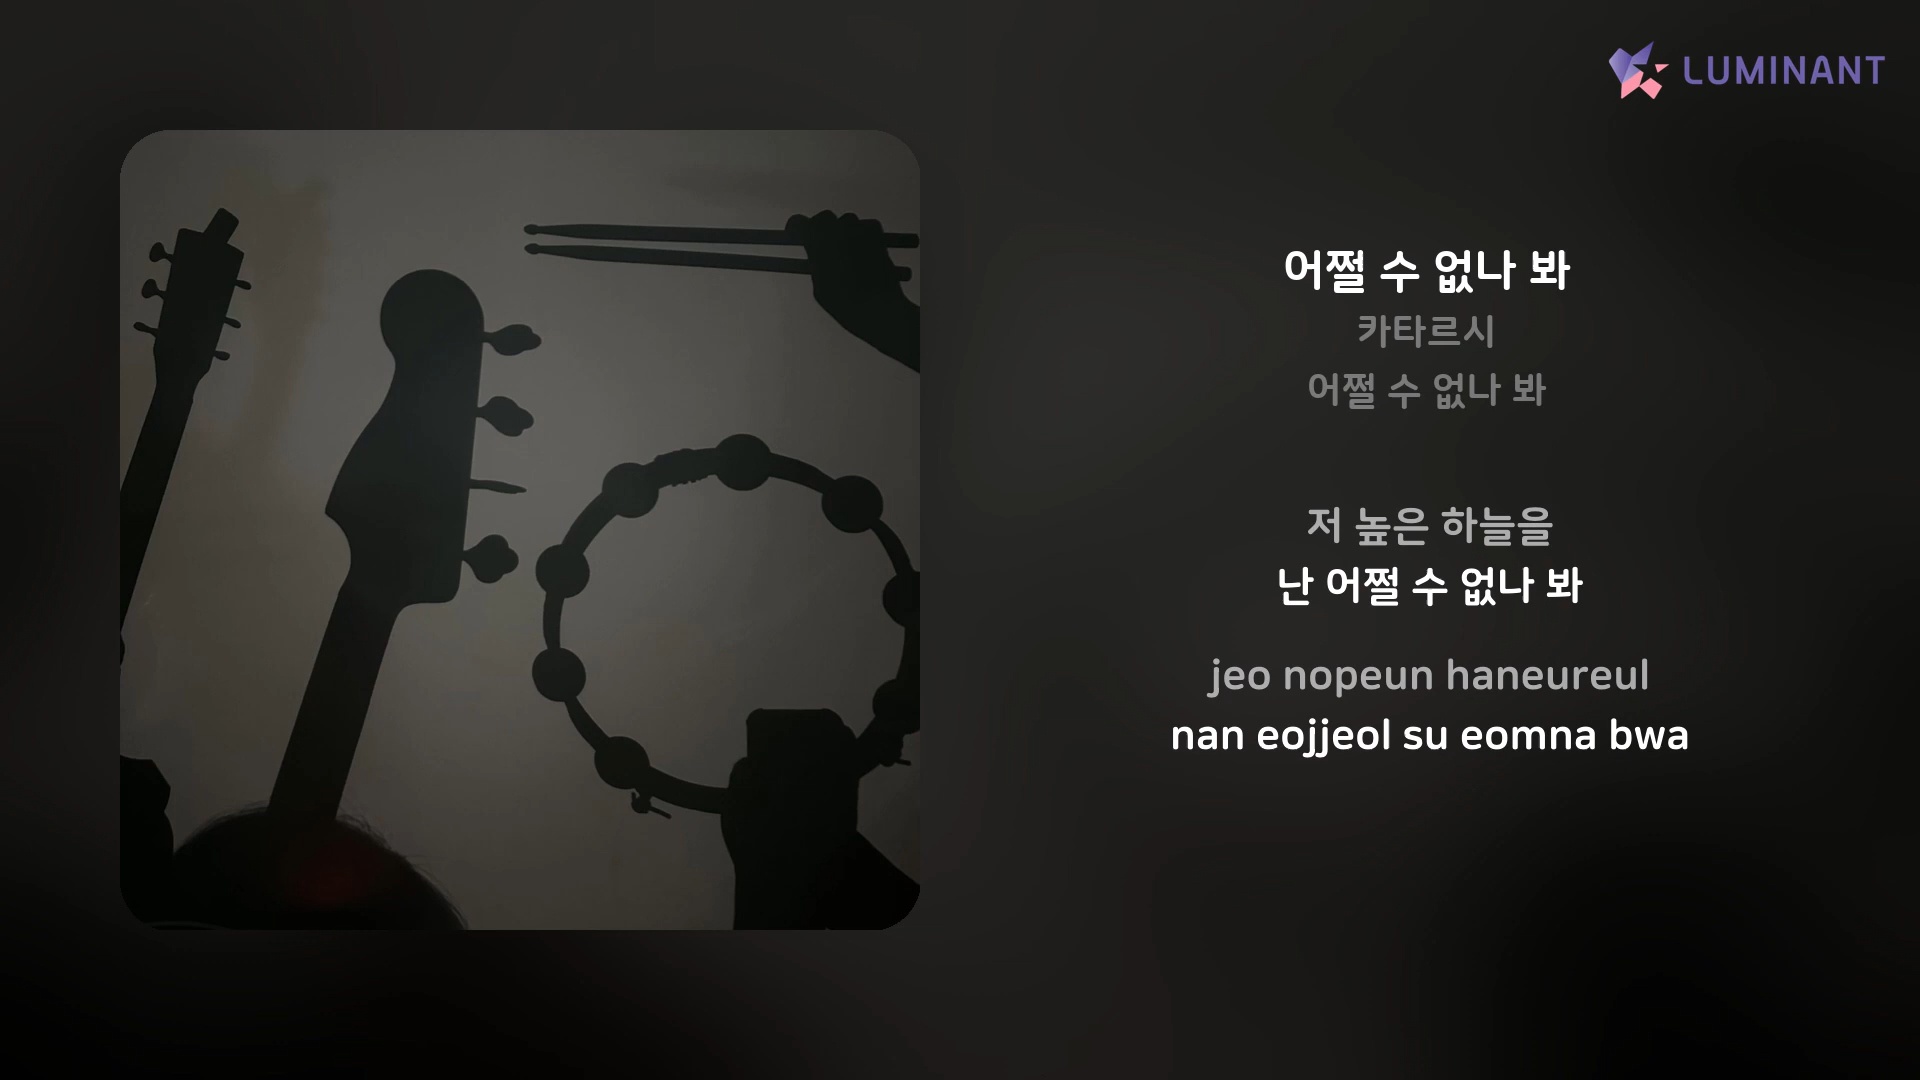 LUMINANT
어쩔 수 없나 봐
카타르시
어쩔 수 없나 봐
저 높은 하늘을
난 어쩔 수 없나 봐
jeo nopeun haneureul
nan eojjeol su eomna bwa